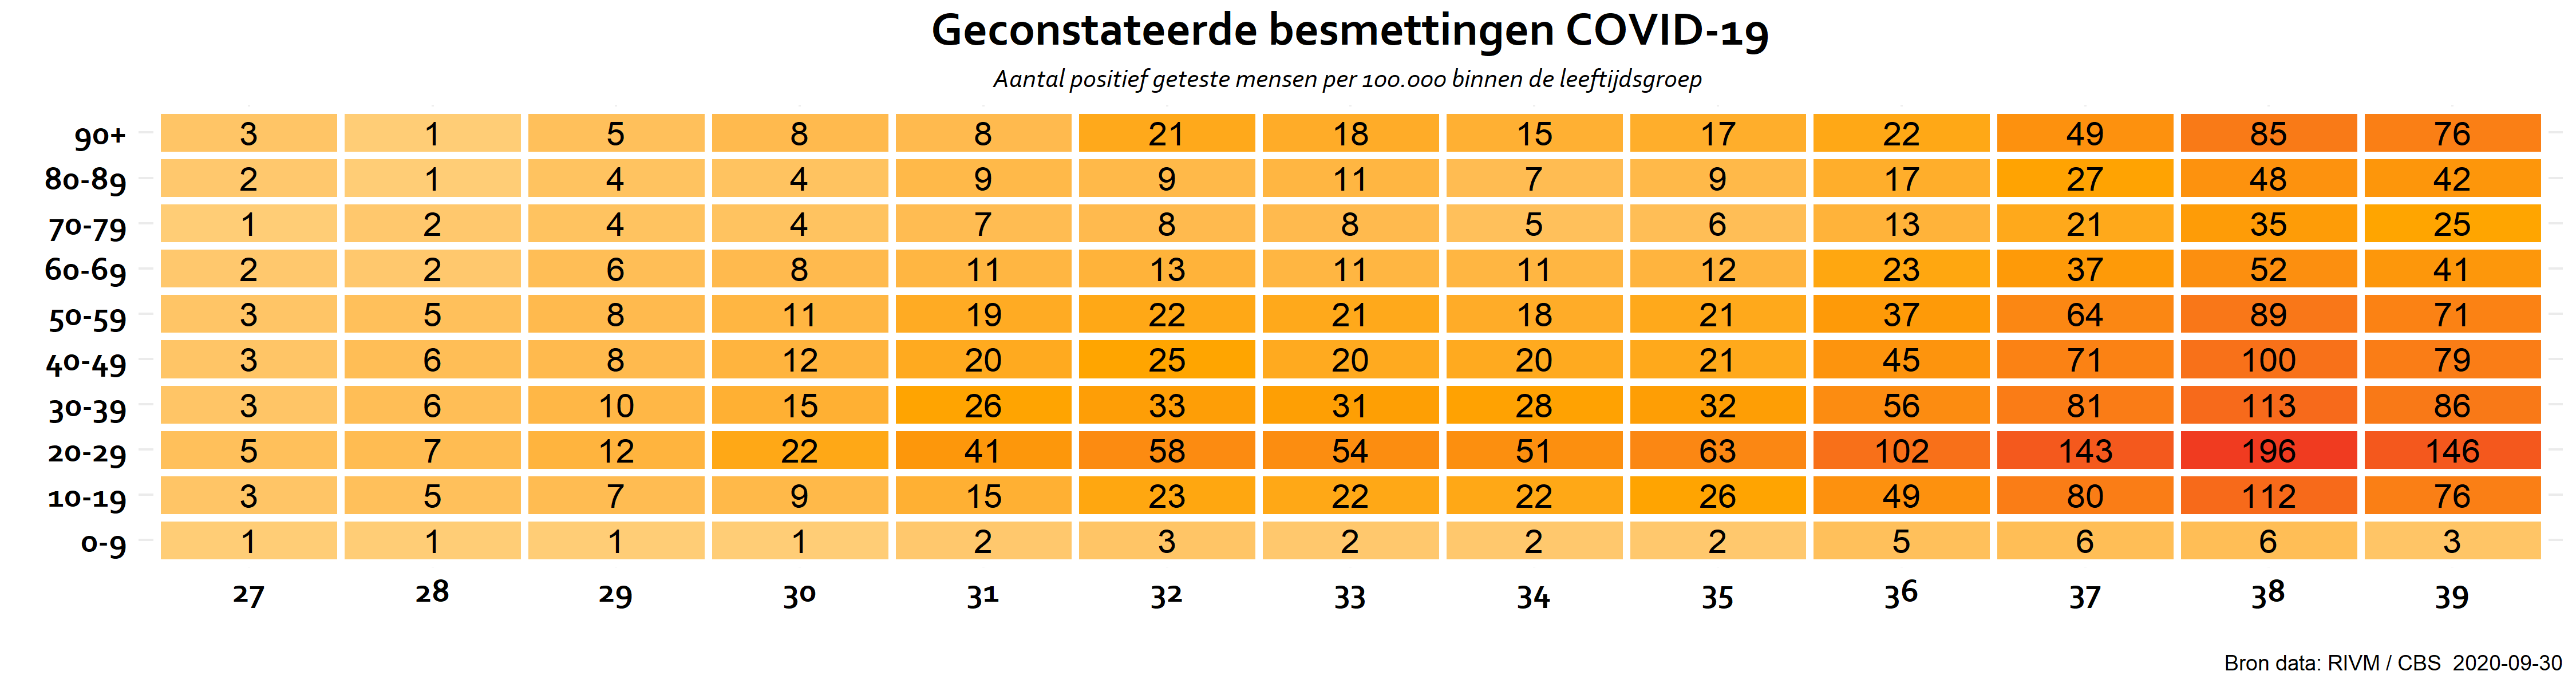 Geconstateerde besmettingen COVID-19
Aantal positief geteste mensen per 100.000 binnen de leeftijdsgroep
90+ 3 1 5 8 8 21 18 15 17 22 49 85 76
80-89 2 1 4 4 9 9 11 7 9 17 27 48 42
70-79 1 2 4 4 7 8 8 5 6 13 21 35 25
60-69 2 2 6 8 11 13 11 11 12 23 37 52 41
50-59 3 5 8 11 19 22 21 18 21 37 64 89 71
40-49 3 6 8 12 20 25 20 20 21 45 71 100 79
30-39 3 6 10 15 26 33 31 28 32 56 81 113 86
20-29 5 7 12 22 41 58 54 51 63 102 143 196 146
10-19 3 5 7 9 15 23 22 22 26 49 80 112 76
0-9 1 1 1 1 2 3 2 2 2 5 6 6 3
27 28 29 30 31 32 33 34 35 36 37 38 39
Bron data: RIVM / CBS 2020-09-30